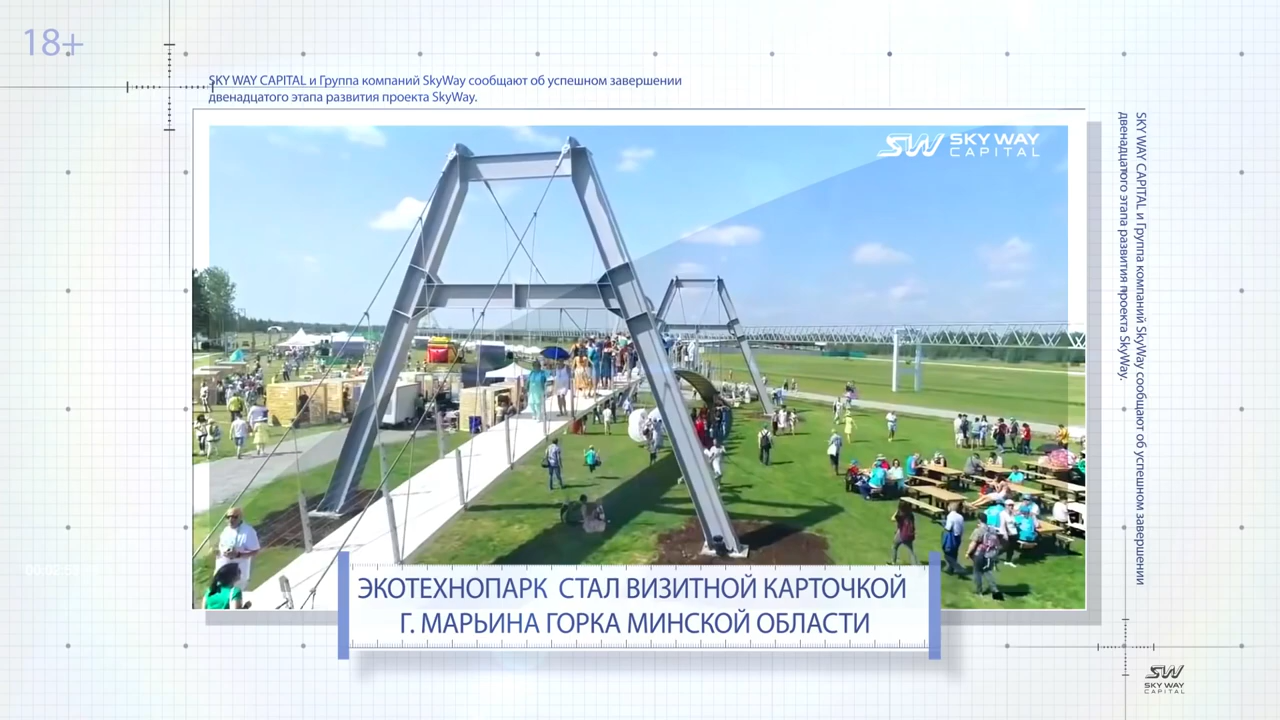 18+
SKY WAY CAPITAL и Группа компаний SkyWay сообщают об успешном завершении
двенадцатого этапа развития проекта SkyWay.
SW SKY WAY
CAPITAL
SKY WAY CAPITAL и Группа компаний SkyWay сообщают об успешном завершении
двенадцатого этапа развития проекта SkyWay.
ЭКОТЕХНОПАРК СТАЛ ВИЗИТНОЙ КАРТОЧКОЙ
Г. МАРЬИНА ГОРКА МИНСКОЙ ОБЛАСТИ
SW
SKY WAY
CAPITAL